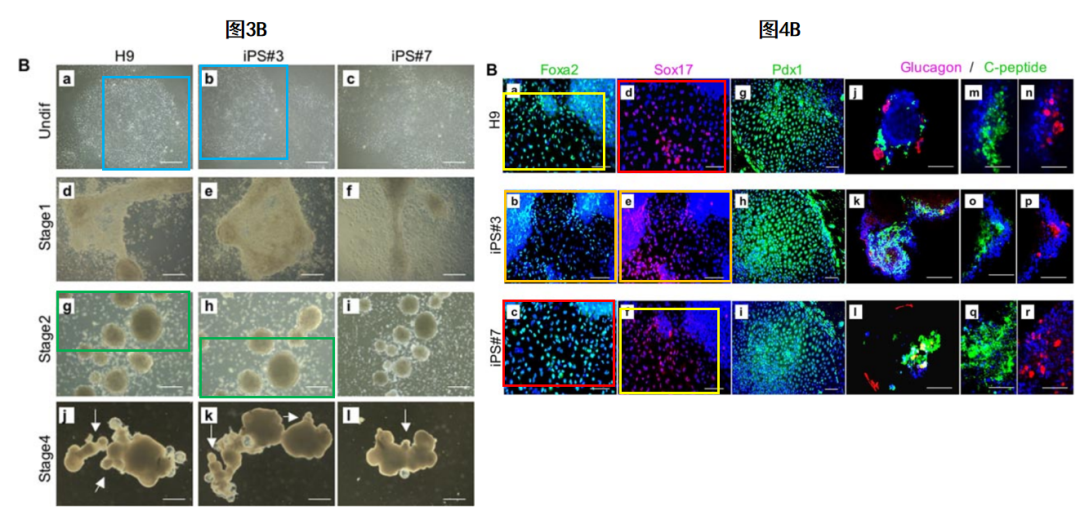 图3B
图4B
B
H9 iPS#3 iPS#7
Undif
a b c
Stage1
d e f
Stage2
g h i
Stage4
j k l
B
Foxa2 Sox17 Pdx1 Glucagon / C-peptide
H9
a d g j m n
iPS#3
b e h k o p
iPS#7
c f i l q r